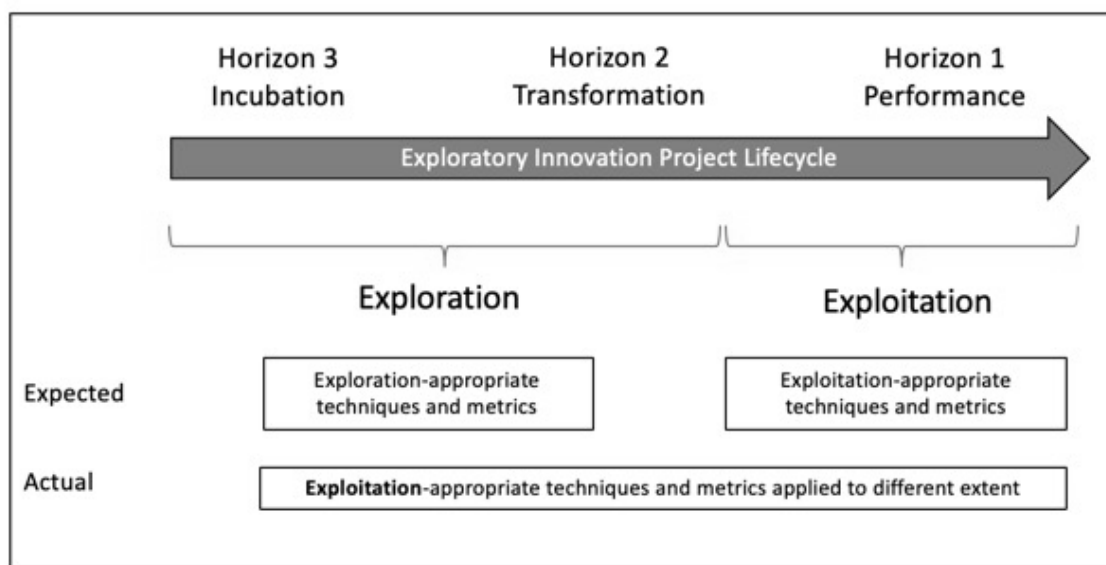 Horizon 3
Incubation
Horizon 2
Transformation
Horizon 1
Performance
Exploratory Innovation Project Lifecycle
Exploration
Exploitation
Expected
Exploration-appropriate
techniques and metrics
Exploitation-appropriate
techniques and metrics
Actual
Exploitation-appropriate techniques and metrics applied to different extent